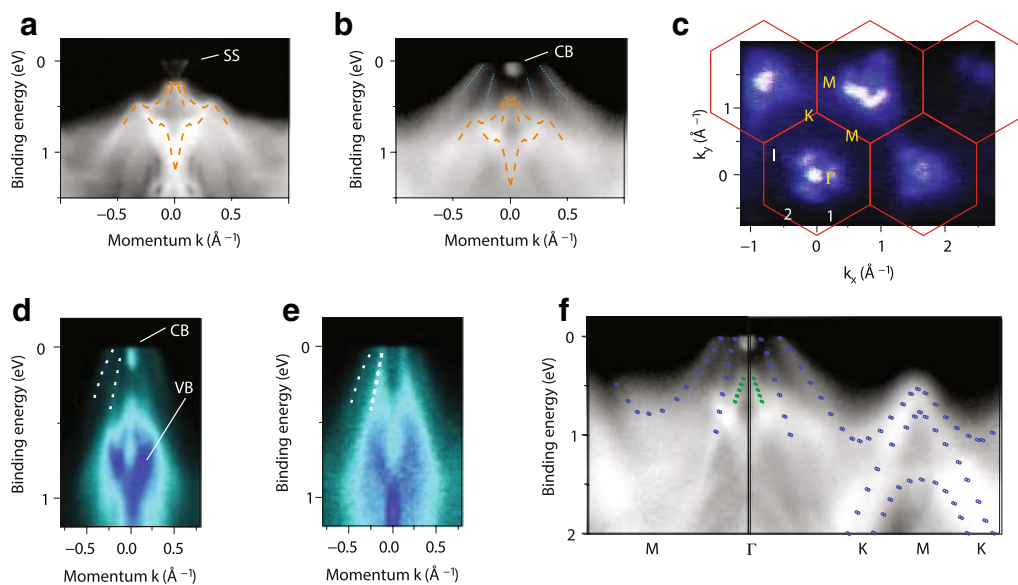 a
0
1
Binding energy (eV)
SS
−0.5 0.0 0.5
Momentum k (Å −1)
b
0
1
Binding energy (eV)
CB
−0.5 0.0 0.5
Momentum k (Å −1)
c
1
0
ky (Å−1)
M
K
M
I
Γ
2 1
−1 0 1 2
kx (Å−1)
d
0
1
Binding energy (eV)
CB
VB
−0.5 0.0 0.5
Momentum k (Å−1)
e
0
1
Binding energy (eV)
−0.5 0.0 0.5
Momentum k (Å−1)
f
0
1
2
Binding energy (eV)
M Γ K M K